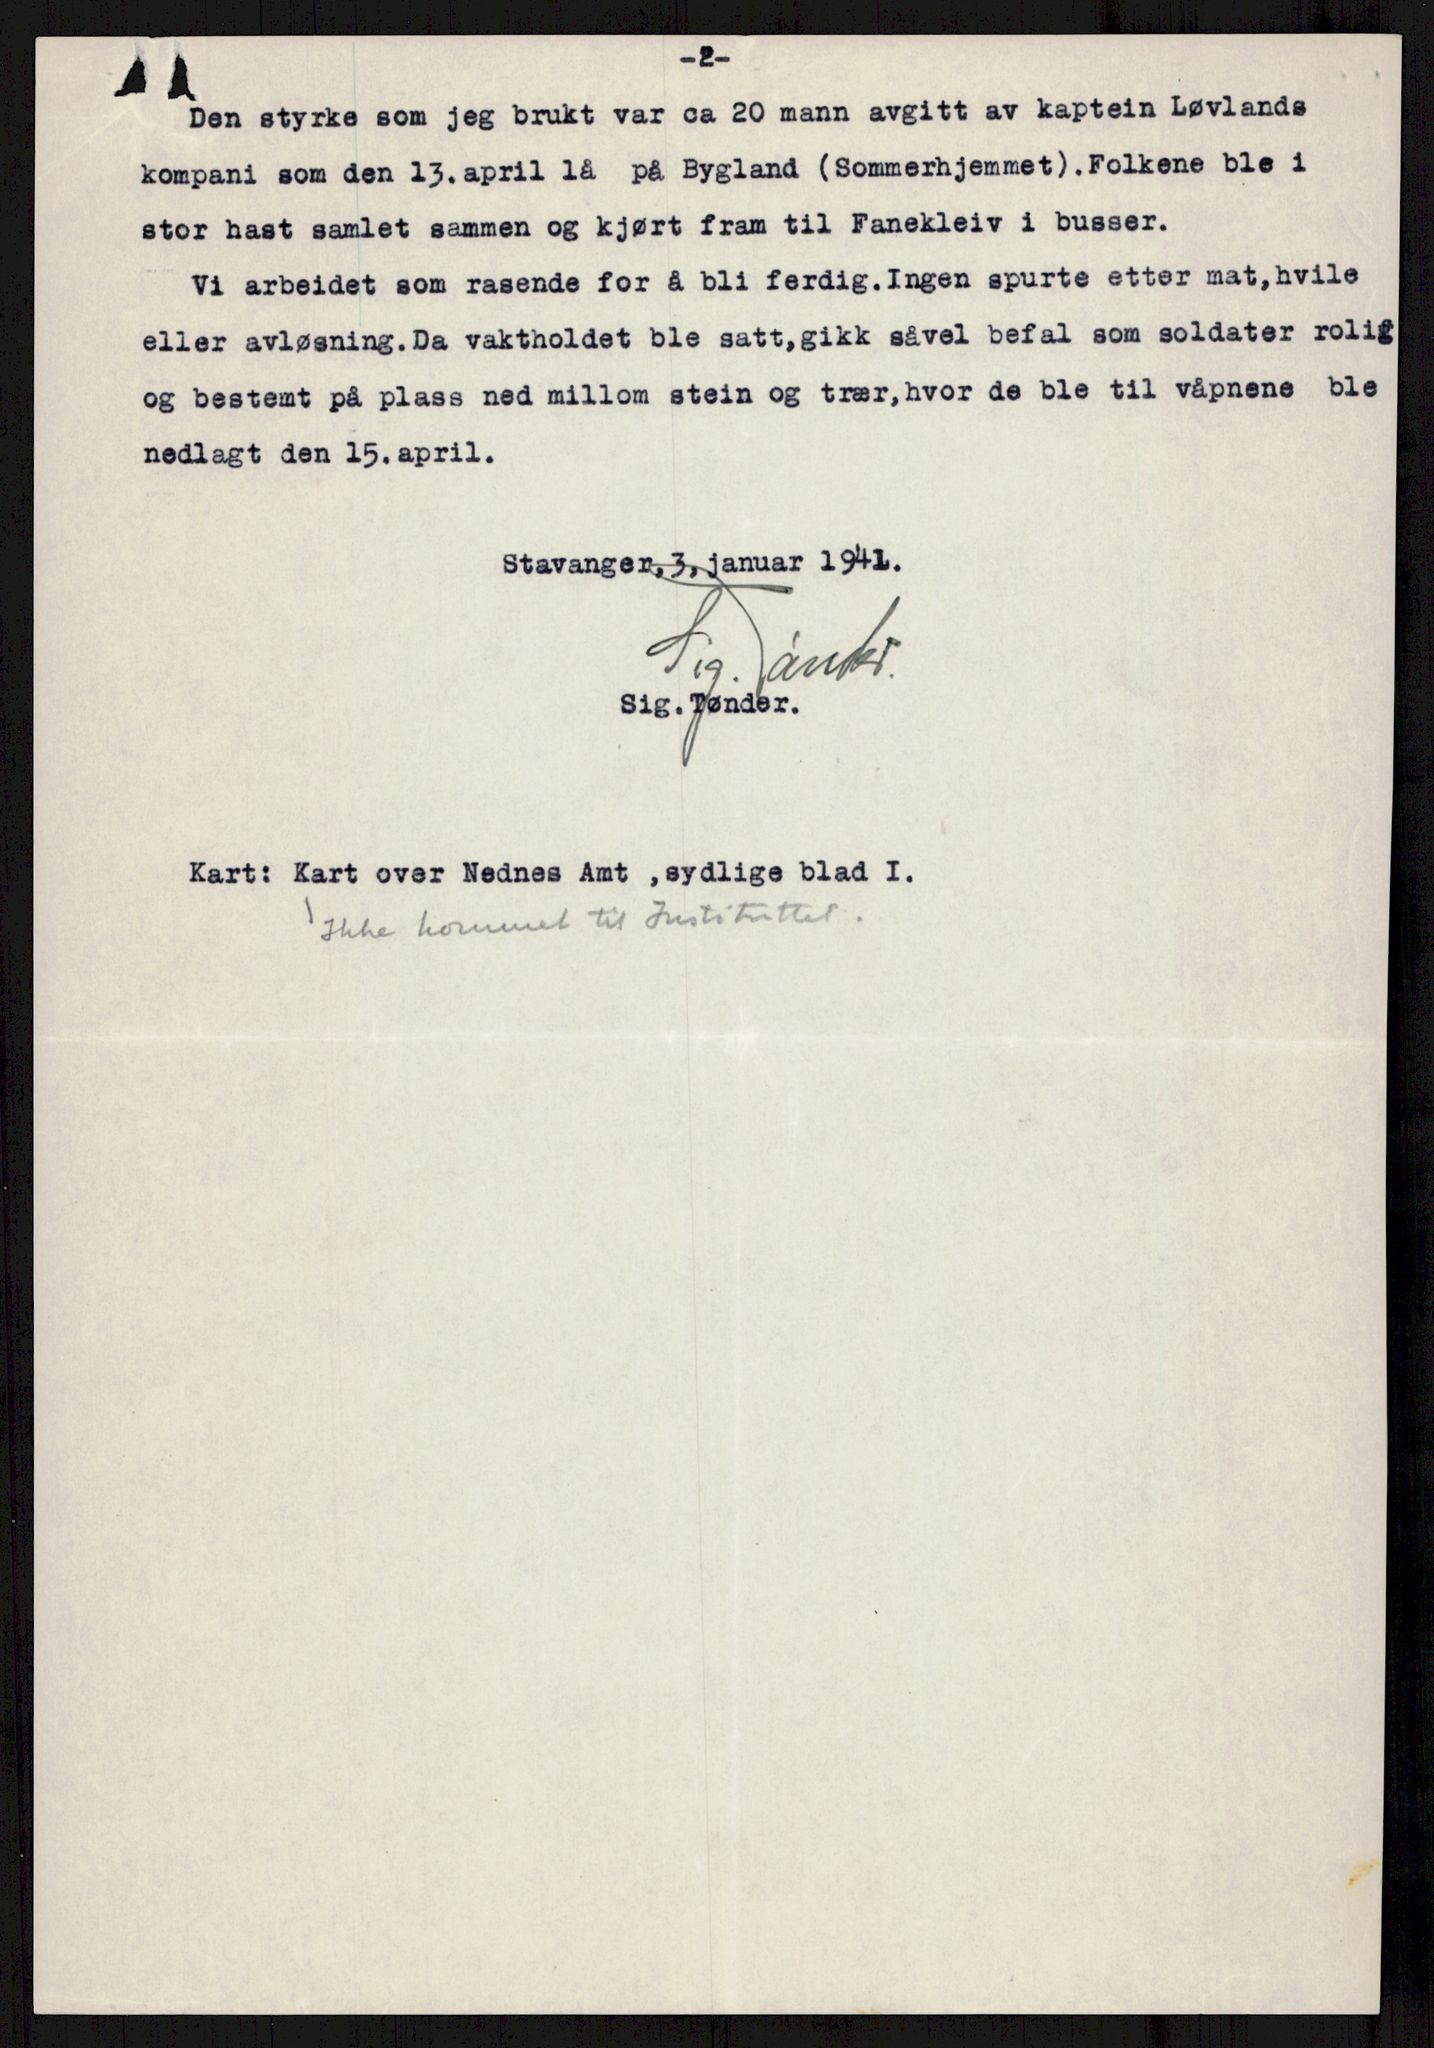 -2-
Den styrke som jeg brukt var ca 20 mann avgitt av kaptein Løvlands
kompani som den 13.april lå  på Bygland (Sommerhjemmet).Folkene ble i
stor hast samlet sammen og kjørt fram til Fanekleiv i busser.
Vi arbeidet som rasende for å bli ferdig.Ingen spurte etter mat,hvile
eller avløsning.Da vaktholdet ble satt,gikk såvel befal som soldater rolig
og bestemt på plass ned millom stein og trær,hvor de ble til våpnene  ble
nedlagt den 15.april.
Stavanger,3,januar 1941.
Sig. Tønder.
Sig.Tønder.
Kart: Kart over Nednes Amt ,sydlige blad I.
Ikke kommet til Instituttet.